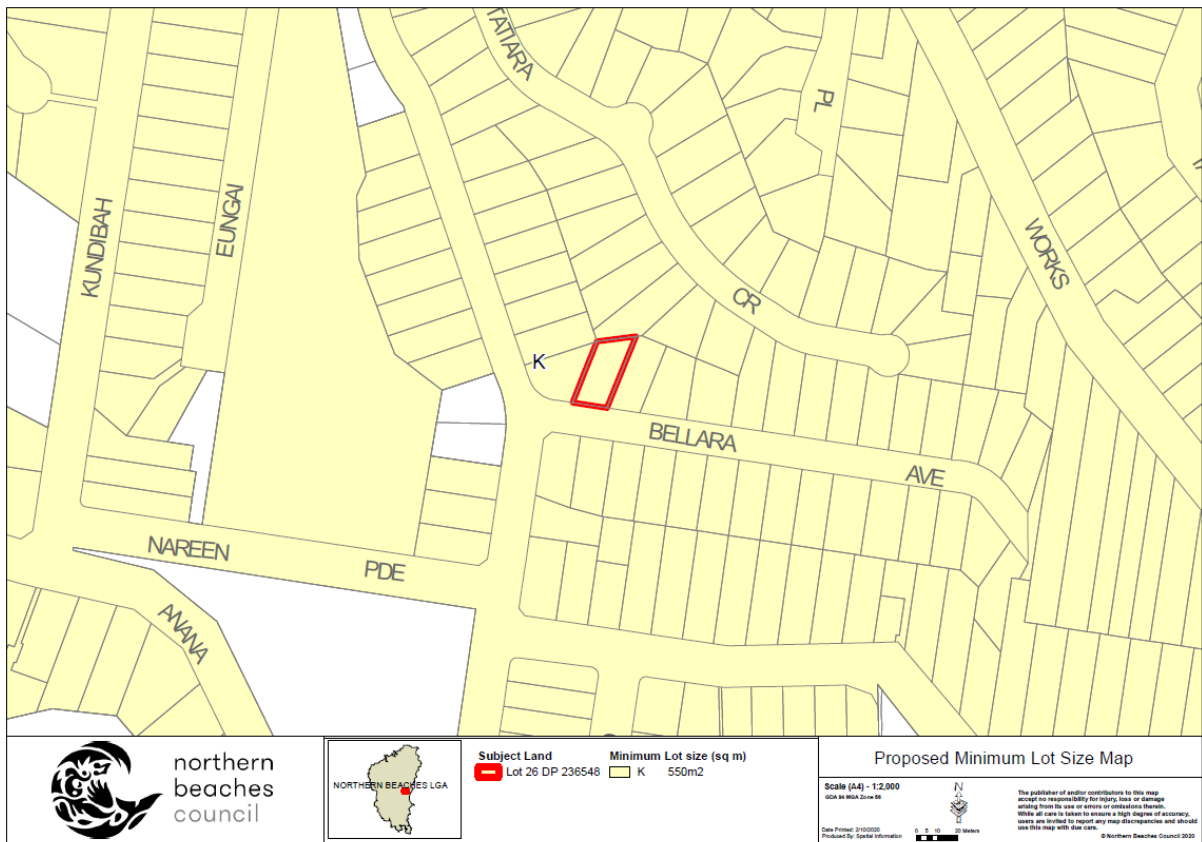 TATIARA
PL
KUNDIBAH
EUNGAI
WORKS
CR
K
BELLARA
AVE
NAREEN
PDE
ANANA
northern
beaches
council
NORTHERN BEACHES LGA
Subject Land
Lot 26 DP 236548
Minimum Lot size (sq m)
K 550m2
Proposed Minimum Lot Size Map
Scale (A4) - 1:2,000
GDA 94 MGA Zone 56
N
Date Printed: 2/10/2020
Produced By: Spatial Information
0 5 10 20 Meters
The publisher of and/or contributors to this map
accept no responsibility for injury, loss or damage
arising from its use or errors or omissions therein.
While all care is taken to ensure a high degree of accuracy,
users are invited to report any map discrepancies and should
use this map with due care.
© Northern Beaches Council 2020